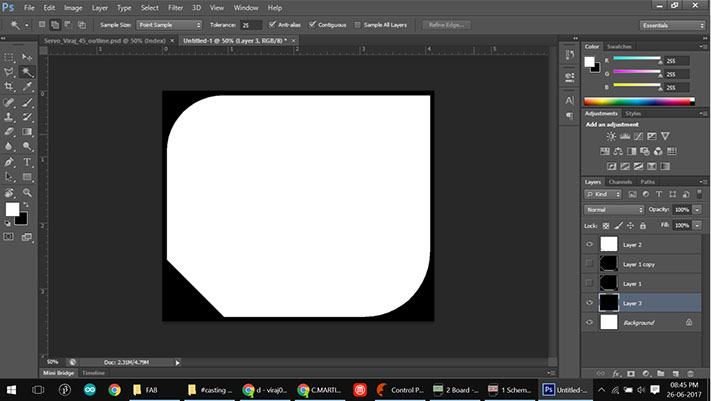 Ps File Edit Image Layer Type Select Filter 3D View Window Help
Sample Size: Point Sample Tolerance: 25 Anti-alias Contiguous Sample All Layers Refine Edge... Essentials
Servo_Viraj_45_outline.psd @ 50% (Index) × Untitled-1 @ 50% (Layer 3, RGB/8) * ×
Color Swatches
R 255
G 255
B 255
Adjustments Styles
Add an adjustment
Layers Channels Paths
Kind
Normal Opacity: 100%
Lock: Fill: 100%
Layer 2
Layer 1 copy
Layer 1
Layer 3
Background
50% Doc: 2.31M/4.79M
Mini Bridge Timeline
FAB #casting d - viraj0 C.MARTI Control P 2 Board - 1 Schem... Ps Untitled-...
08:45 PM
26-06-2017